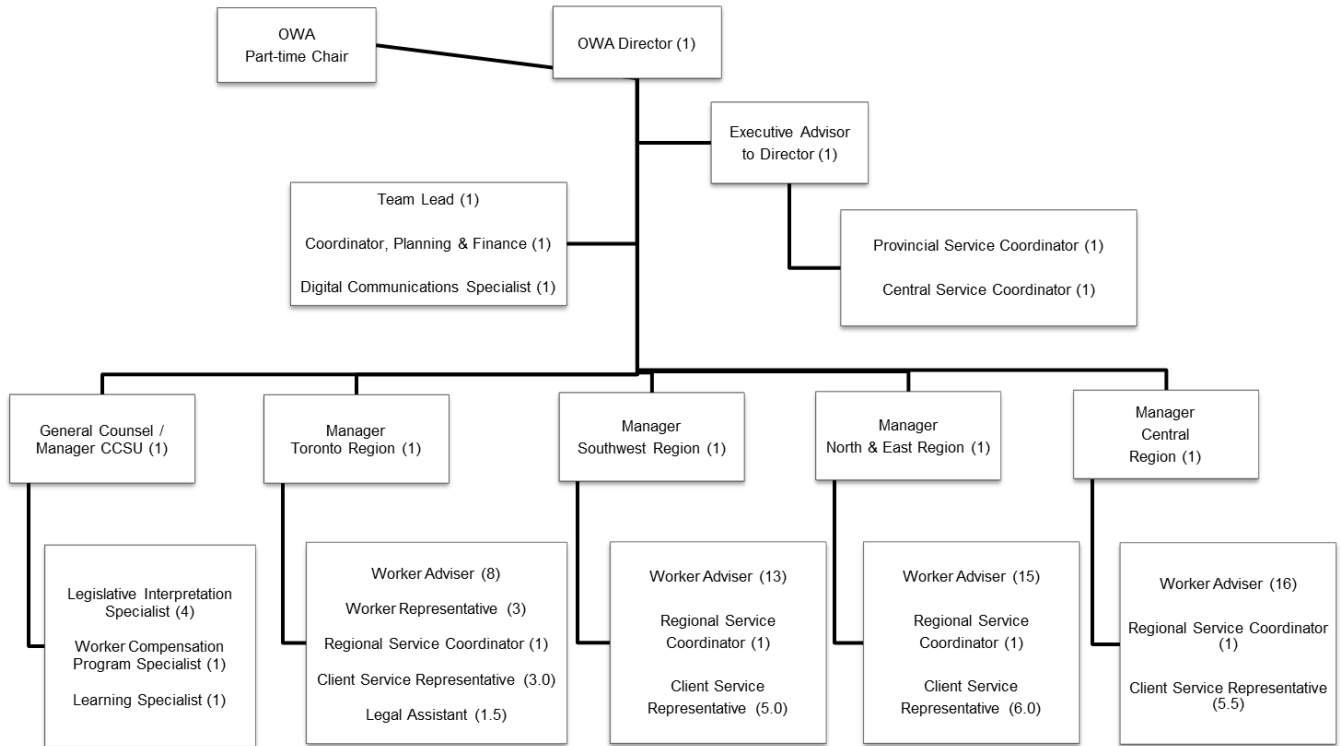 OWA
Part-time Chair
OWA Director (1)
Executive Advisor
to Director (1)
Team Lead (1)
Coordinator, Planning & Finance (1)
Digital Communications Specialist (1)
Provincial Service Coordinator (1)
Central Service Coordinator (1)
General Counsel /
Manager CCSU (1)
Manager
Toronto Region (1)
Manager
Southwest Region (1)
Manager
North & East Region (1)
Manager
Central
Region (1)
Legislative Interpretation
Specialist (4)
Worker Compensation
Program Specialist (1)
Learning Specialist (1)
Worker Adviser (8)
Worker Representative (3)
Regional Service Coordinator (1)
Client Service Representative (3.0)
Legal Assistant (1.5)
Worker Adviser (13)
Regional Service
Coordinator (1)
Client Service
Representative (5.0)
Worker Adviser (15)
Regional Service
Coordinator (1)
Client Service
Representative (6.0)
Worker Adviser (16)
Regional Service Coordinator
(1)
Client Service Representative
(5.5)